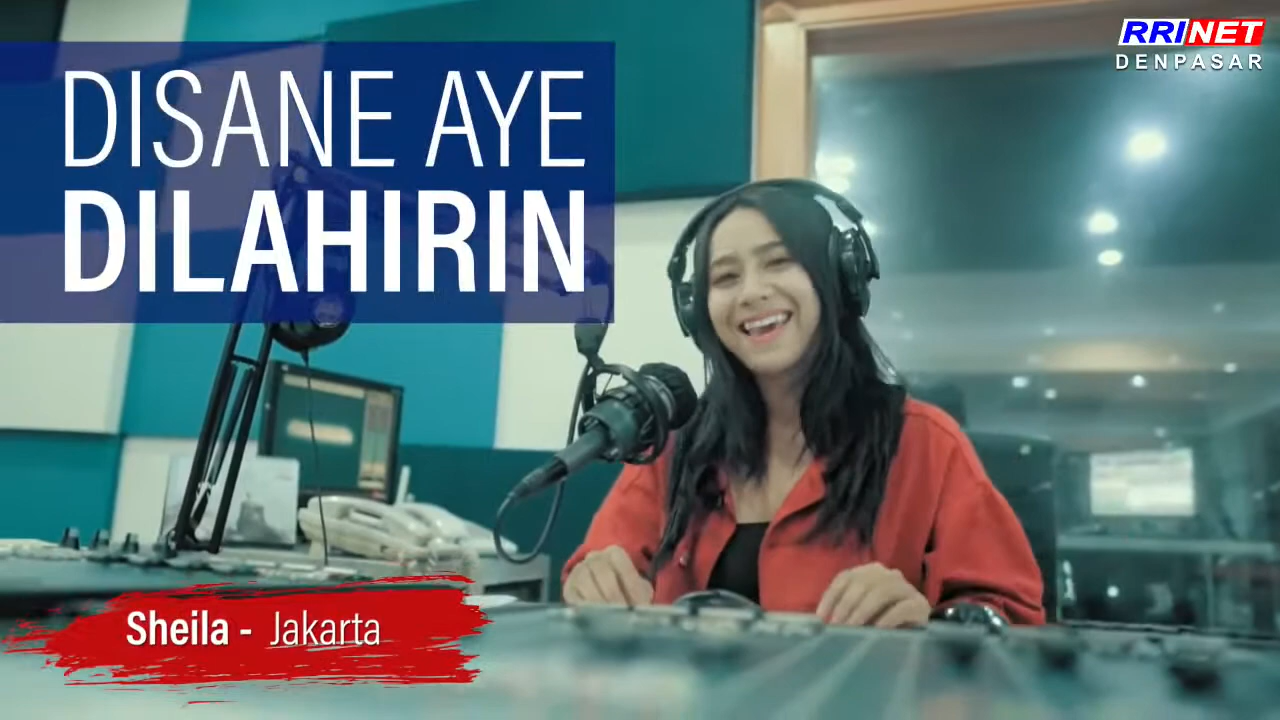 RRINET
DENPASAR
DISANE AYE
DILAHIRIN
Sheila - Jakarta